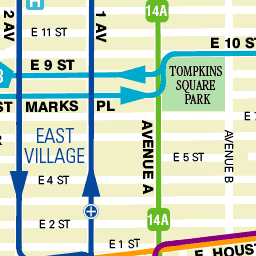 2 AV
H
1 AV
14A
E 11 ST
E 10 ST
E 9 ST
TOMPKINS
SQUARE
PARK
ST MARKS PL
EAST
VILLAGE
AVENUE A
E 5 ST
AVENUE B
E 4 ST
E 2 ST
14A
E 1 ST
E HOUST